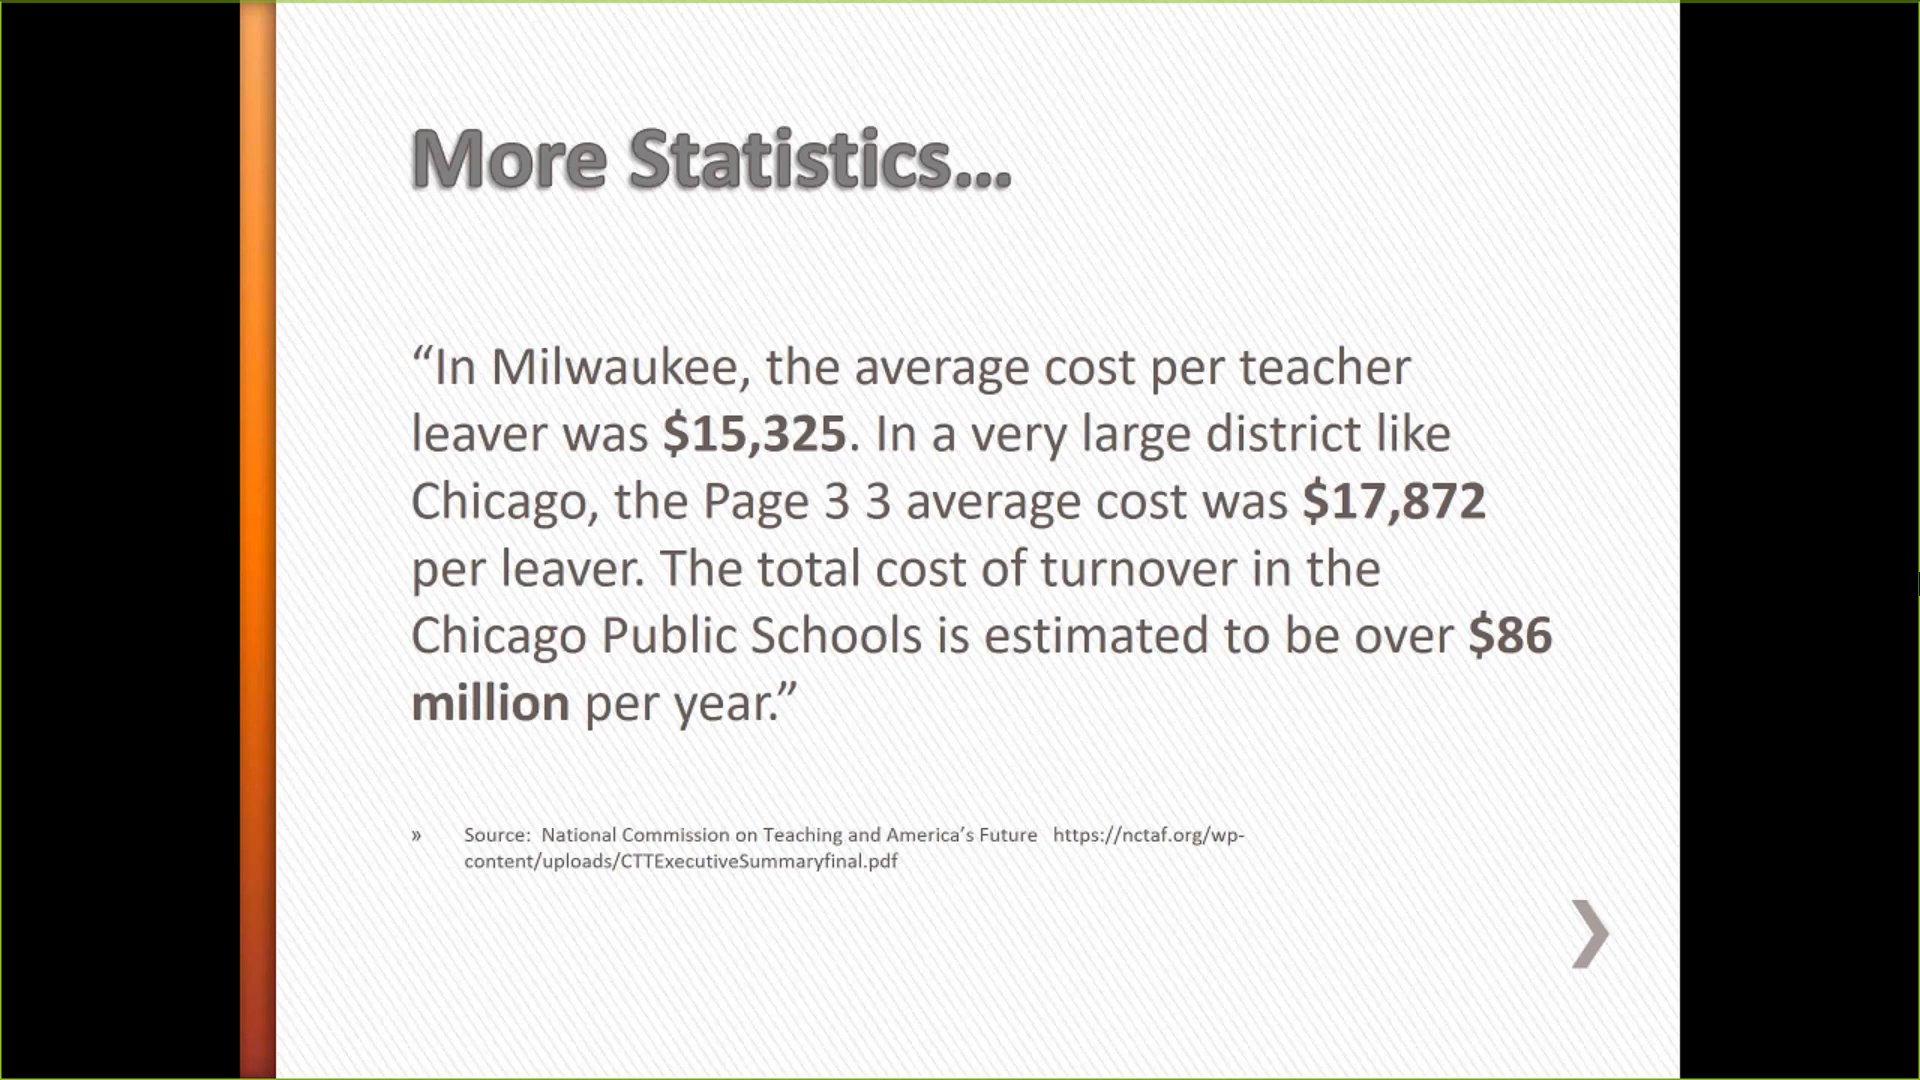 More Statistics...
“In Milwaukee, the average cost per teacher
leaver was $15,325. In a very large district like
Chicago, the Page 3 3 average cost was $17,872
per leaver. The total cost of turnover in the
Chicago Public Schools is estimated to be over $86
million per year.”
» Source:  National Commission on Teaching and America’s Future   https://nctaf.org/wp-
content/uploads/CTTExecutiveSummaryfinal.pdf